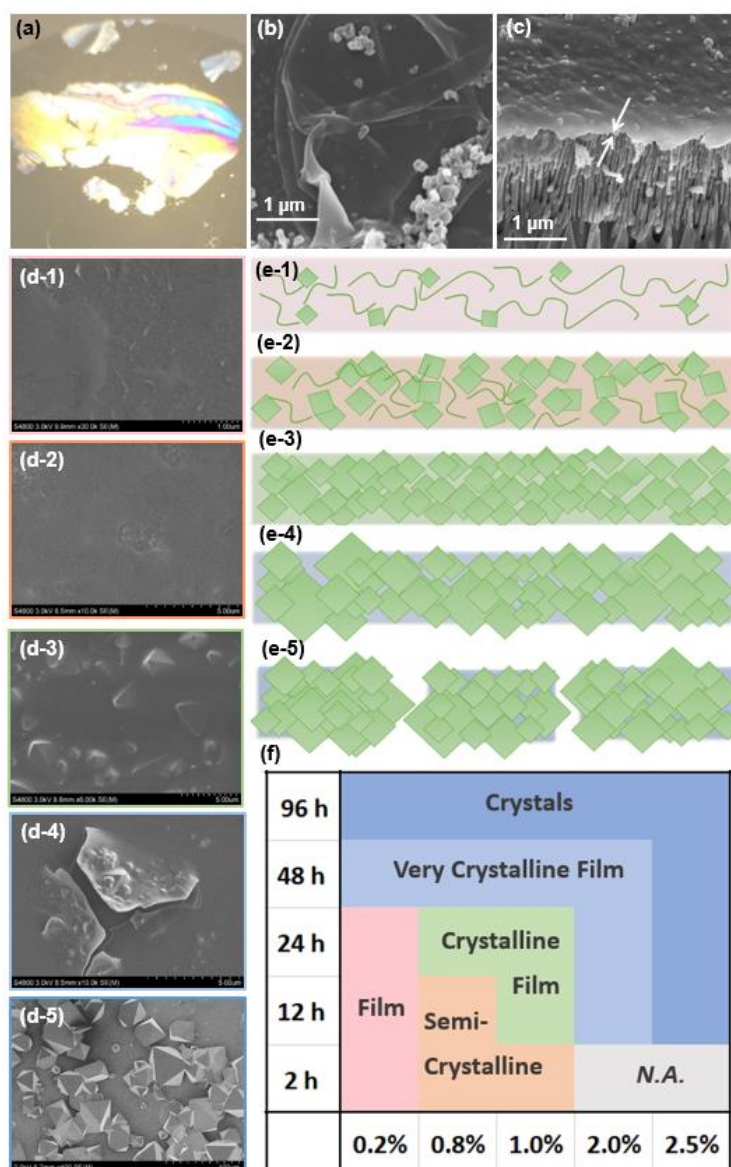 (a)
(b)
(c)
1 µm
1 µm
(d-1)
S4800 3.0kV 9.9mm x20.0k SE(M)
1.00um
(d-2)
S4800 3.0kV 8.5mm x10.0k SE(M)
5.00um
(d-3)
S4800 3.0kV 8.8mm x6.00k SE(M)
5.00um
(d-4)
S4800 3.0kV 8.5mm x10.0k SE(M)
5.00um
(d-5)
(e-1)
(e-2)
(e-3)
(e-4)
(e-5)
(f)
96 h
48 h
24 h
12 h
2 h
Crystals
Very Crystalline Film
Crystalline
Film
Film
Semi-
Crystalline
N.A.
0.2% 0.8% 1.0% 2.0% 2.5%